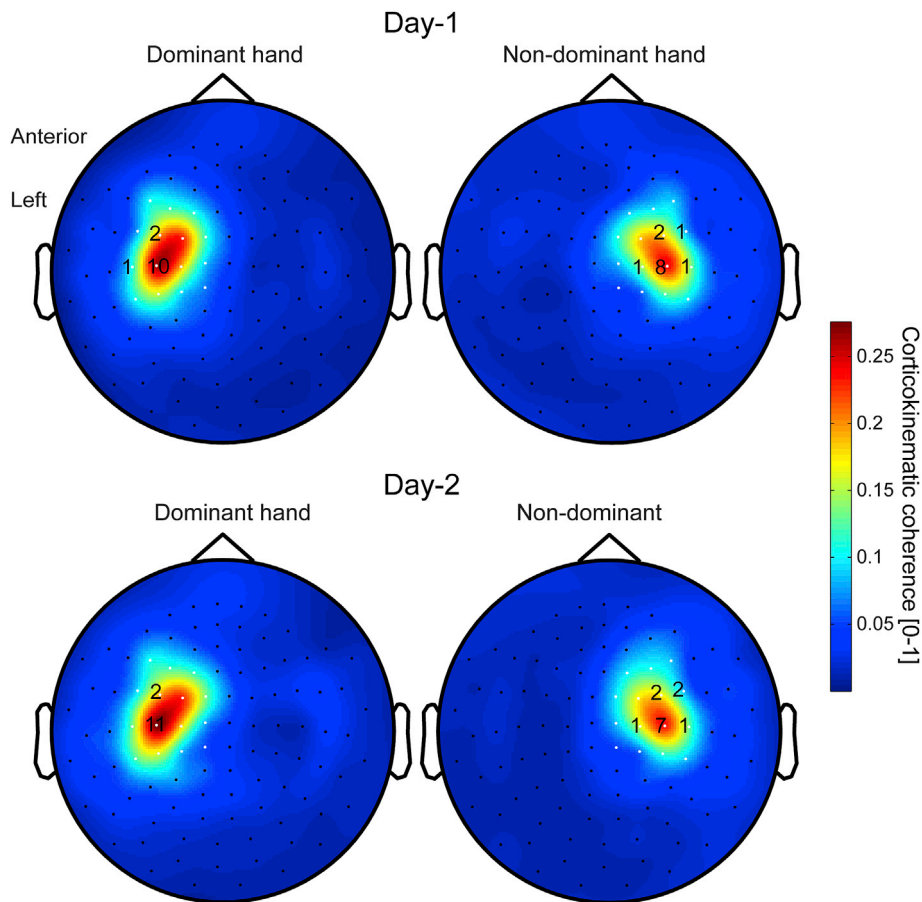 Day-1
Dominant hand
Non-dominant hand
Anterior
Left
2
1 10
2 1
1 8 1
Day-2
Dominant hand
Non-dominant
2
11
2 2
1 7 1
0.25
0.2
0.15
0.1
0.05
Corticokinematic coherence [0-1]